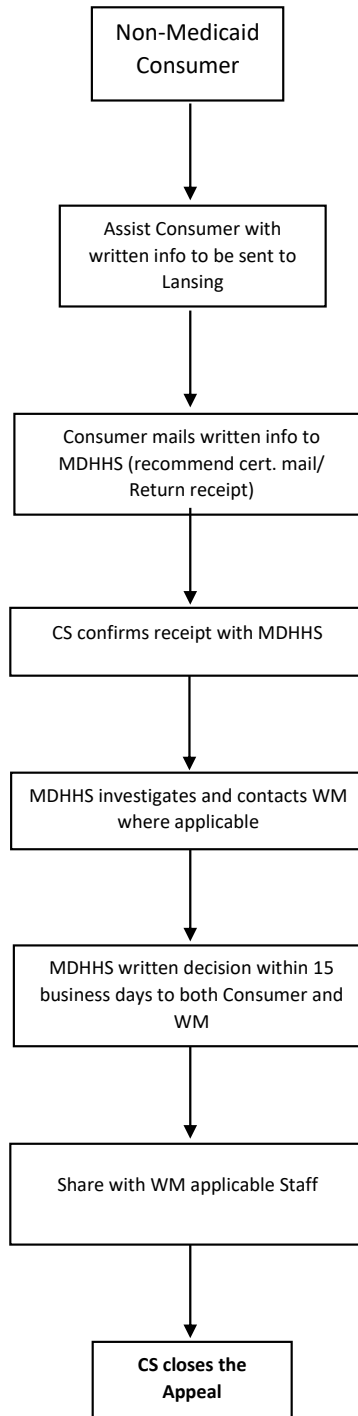 Non-Medicaid
Consumer
Assist Consumer with
written info to be sent to
Lansing
Consumer mails written info to
MDHHS (recommend cert. mail/
Return receipt)
CS confirms receipt with MDHHS
MDHHS investigates and contacts WM
where applicable
MDHHS written decision within 15
business days to both Consumer and
WM
Share with WM applicable Staff
CS closes the
Appeal